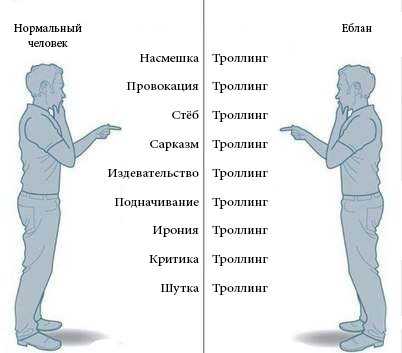 Нормальный
человек
Еблан
Насмешка Троллинг
Провокация Троллинг
Стёб Троллинг
Сарказм Троллинг
Издевательство Троллинг
Подначивание Троллинг
Ирония Троллинг
Критика Троллинг
Шутка Троллинг